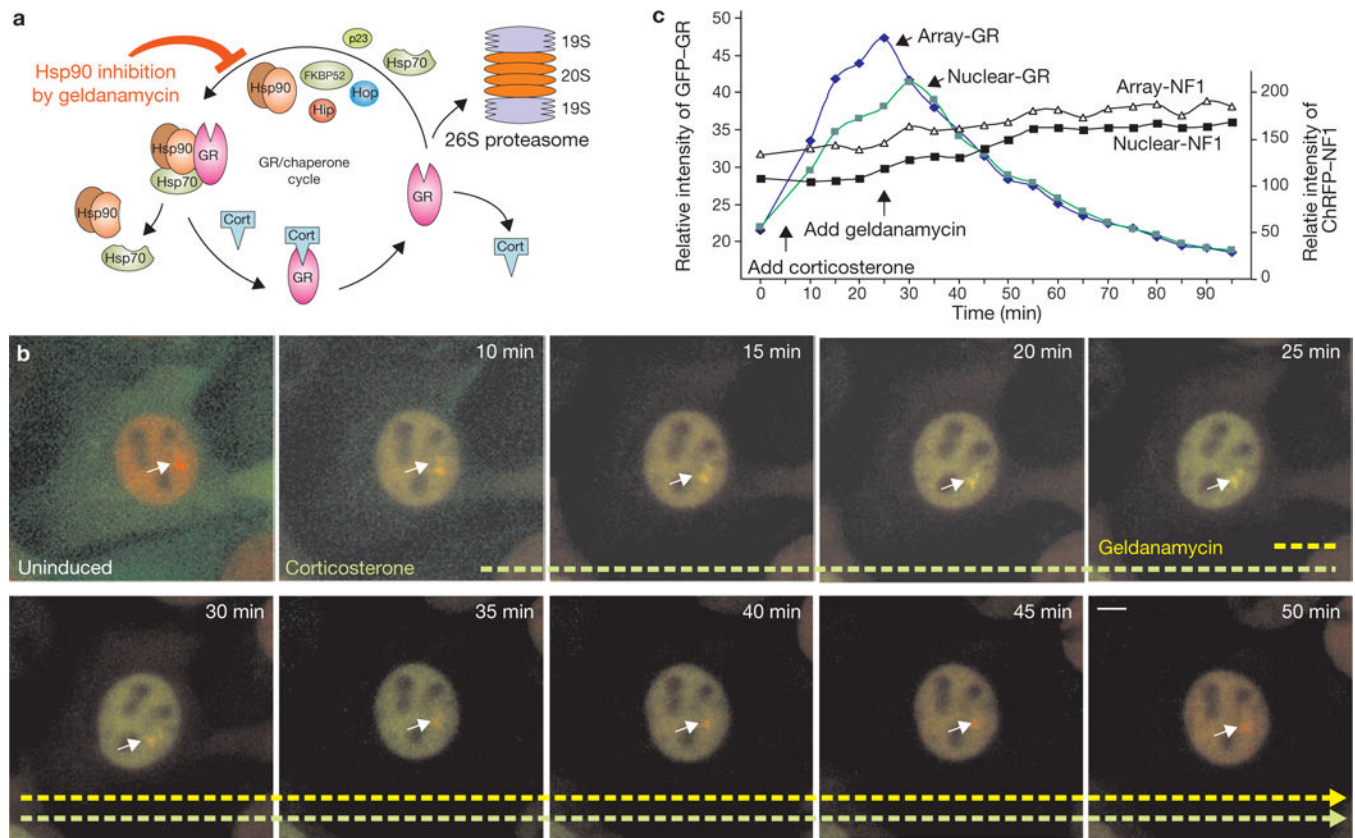 a
Hsp90 inhibition
by geldanamycin
p23
Hsp70
Hsp90
FKBP52
Hop
Hip
19S
20S
19S
26S proteasome
Hsp90
GR
Hsp70
GR/chaperone
cycle
GR
Hsp90
Hsp70
Cort
Cort
GR
Cort
c
Relative intensity of GFP–GR
50
45
40
35
30
25
20
Array-GR
Nuclear-GR
Array-NF1
Nuclear-NF1
Add geldanamycin
Add corticosterone
200
150
100
50
0
Relatie intensity of
ChRFP–NF1
0 10 20 30 40 50 60 70 80 90
Time (min)
b
10 min
15 min
20 min
25 min
Uninduced
Corticosterone
Geldanamycin
30 min
35 min
40 min
45 min
50 min